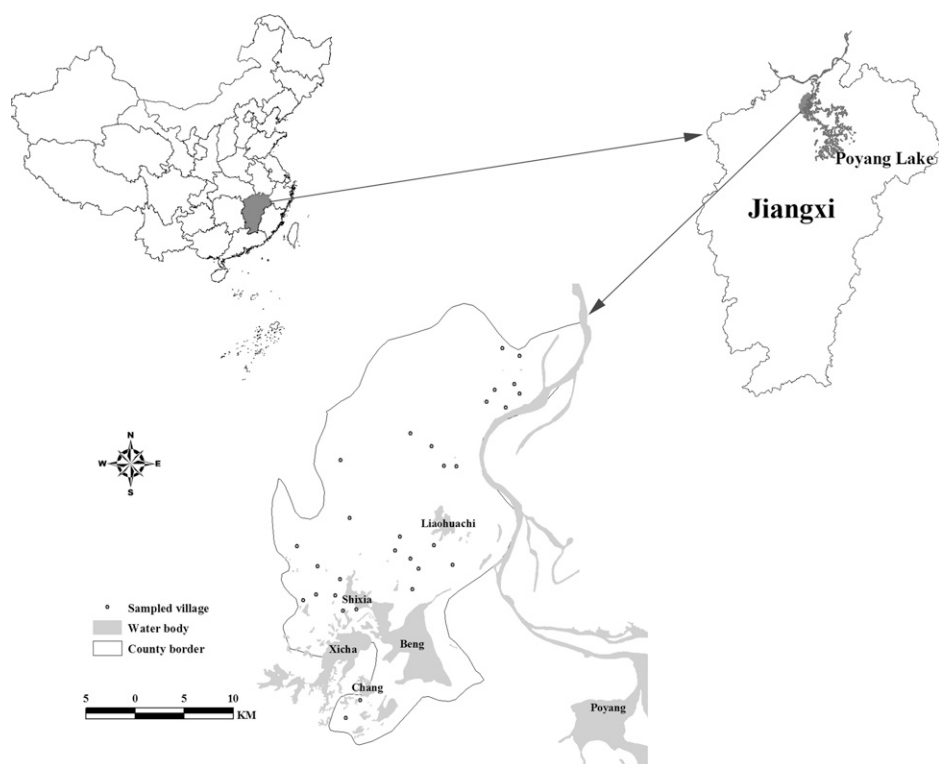 Poyang Lake
Jiangxi
N
W E
S
Liaohuachi
Shixia
Sampled village
Water body
County border
Xicha
Beng
Chang
5 0 5 10
KM
Poyang